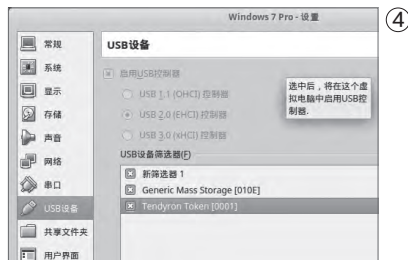 Windows 7 Pro - 设置
④
常规
系统
显示
存储
声音
网络
串口
USB设备
共享文件夹
用户界面
USB设备
启用USB控制器
USB 1.1 (OHCI) 控制器
USB 2.0 (EHCI) 控制器
USB 3.0 (xHCI) 控制器
选中后，将在这个虚
拟电脑中启用USB控
制器.
USB设备筛选器(F)
新筛选器 1
Generic Mass Storage [010E]
Tendyron Token [0001]